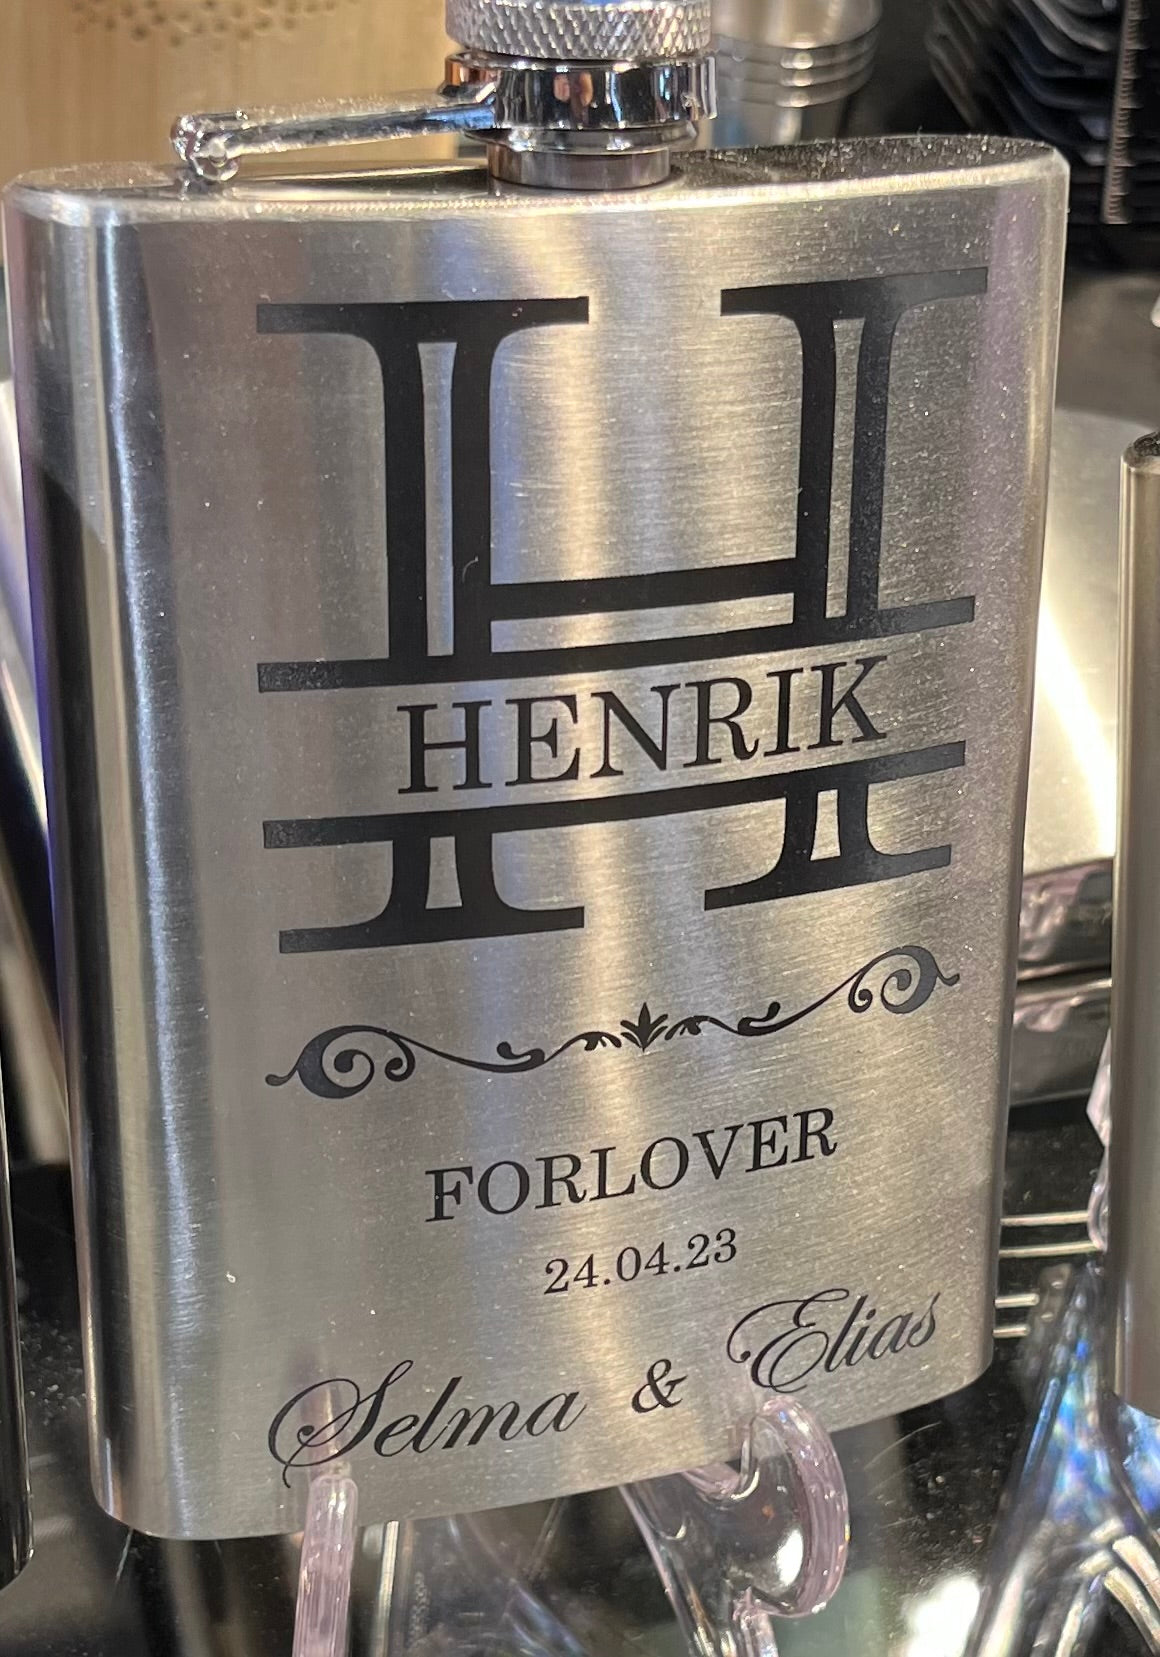 H
HENRIK
FORLOVER
24.04.23
Selma & Elias